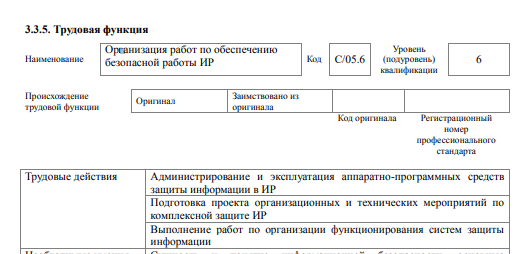 3.3.5. Трудовая функция
Наименование
Организация работ по обеспечению
безопасной работы ИР
Код
С/05.6
Уровень
(подуровень)
квалификации
6
Происхождение
трудовой функции
Оригинал
Заимствовано из
оригинала
Код оригинала
Регистрационный
номер
профессионального
стандарта
Трудовые действия
Администрирование и эксплуатация аппаратно-программных средств
защиты информации в ИР
Подготовка проекта организационных и технических мероприятий по
комплексной защите ИР
Выполнение работ по организации функционирования систем защиты
информации